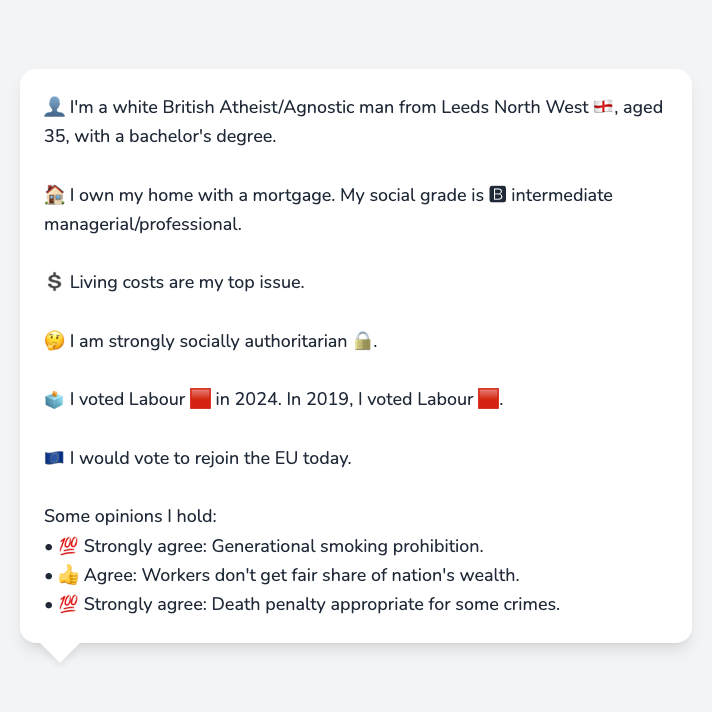 👤 I'm a white British Atheist/Agnostic man from Leeds North West 🏴󠁧󠁢󠁥󠁮󠁧󠁿, aged
35, with a bachelor's degree.
🏠 I own my home with a mortgage. My social grade is 🅱 intermediate
managerial/professional.
💲 Living costs are my top issue.
🤔 I am strongly socially authoritarian 🔒.
🗳️ I voted Labour 🟥 in 2024. In 2019, I voted Labour 🟥.
🇪🇺 I would vote to rejoin the EU today.
Some opinions I hold:
• 💯 Strongly agree: Generational smoking prohibition.
• 👍 Agree: Workers don't get fair share of nation's wealth.
• 💯 Strongly agree: Death penalty appropriate for some crimes.